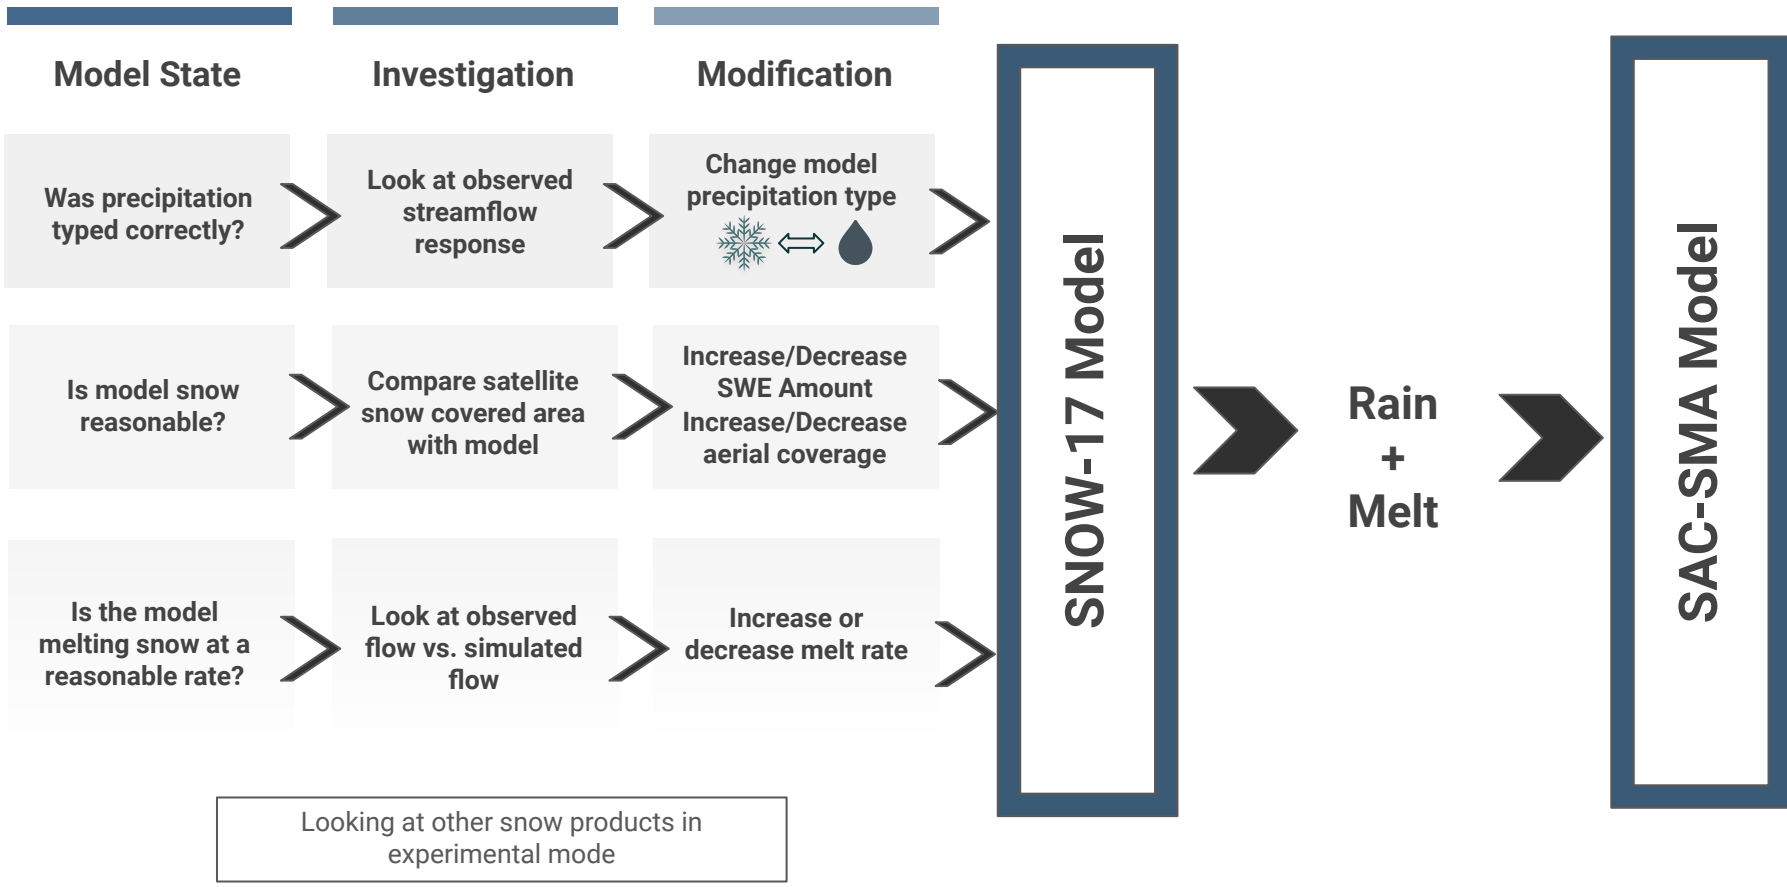 Model State
Investigation
Modification
Was precipitation
typed correctly?
Look at observed
streamflow
response
Change model
precipitation type
Is model snow
reasonable?
Compare satellite
snow covered area
with model
Increase/Decrease
SWE Amount
Increase/Decrease
aerial coverage
Is the model
melting snow at a
reasonable rate?
Look at observed
flow vs. simulated
flow
Increase or
decrease melt rate
SNOW-17 Model
Rain
+
Melt
SAC-SMA Model
Looking at other snow products in
experimental mode